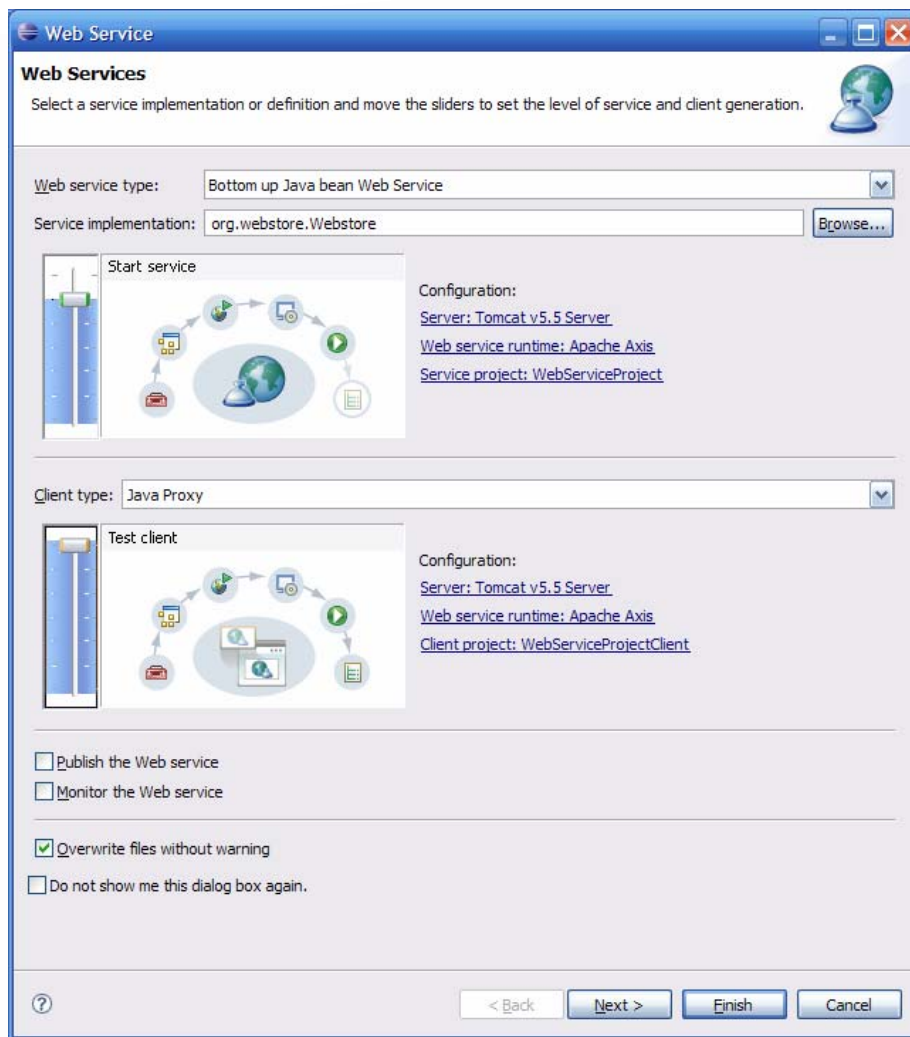 Web Service
Web Services
Select a service implementation or definition and move the sliders to set the level of service and client generation.
Web service type: Bottom up Java bean Web Service
Service implementation: org.webstore.Webstore Browse...
Start service
Configuration:
Server: Tomcat v5.5 Server
Web service runtime: Apache Axis
Service project: WebServiceProject
Client type: Java Proxy
Test client
Configuration:
Server: Tomcat v5.5 Server
Web service runtime: Apache Axis
Client project: WebServiceProjectClient
Publish the Web service
Monitor the Web service
Overwrite files without warning
Do not show me this dialog box again.
? < Back Next > Finish Cancel